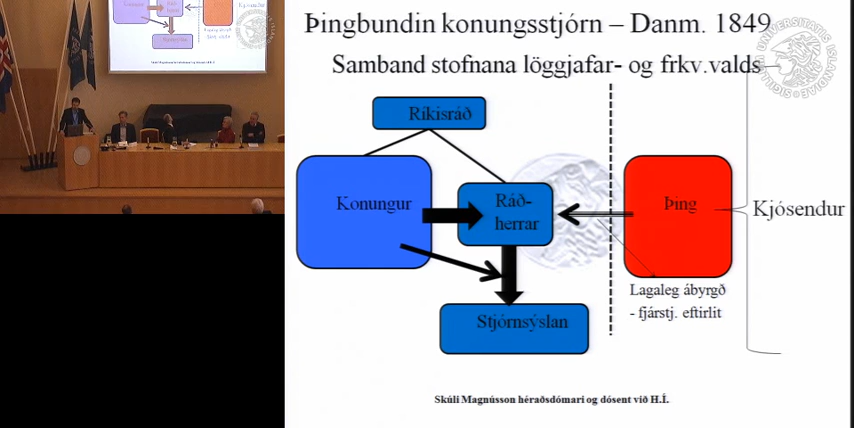 Þingbundin konungsstjórn – Danm. 1849
Samband stofnana löggjafar- og frkv.valds
Ríkisráð
Konungur
Ráð-
herrar
Þing
Kjósendur
Lagaleg ábyrgð
- fjárstj. eftirlit
Stjórnsýslan
Skúli Magnússon héraðsdómari og dósent við H.Í.